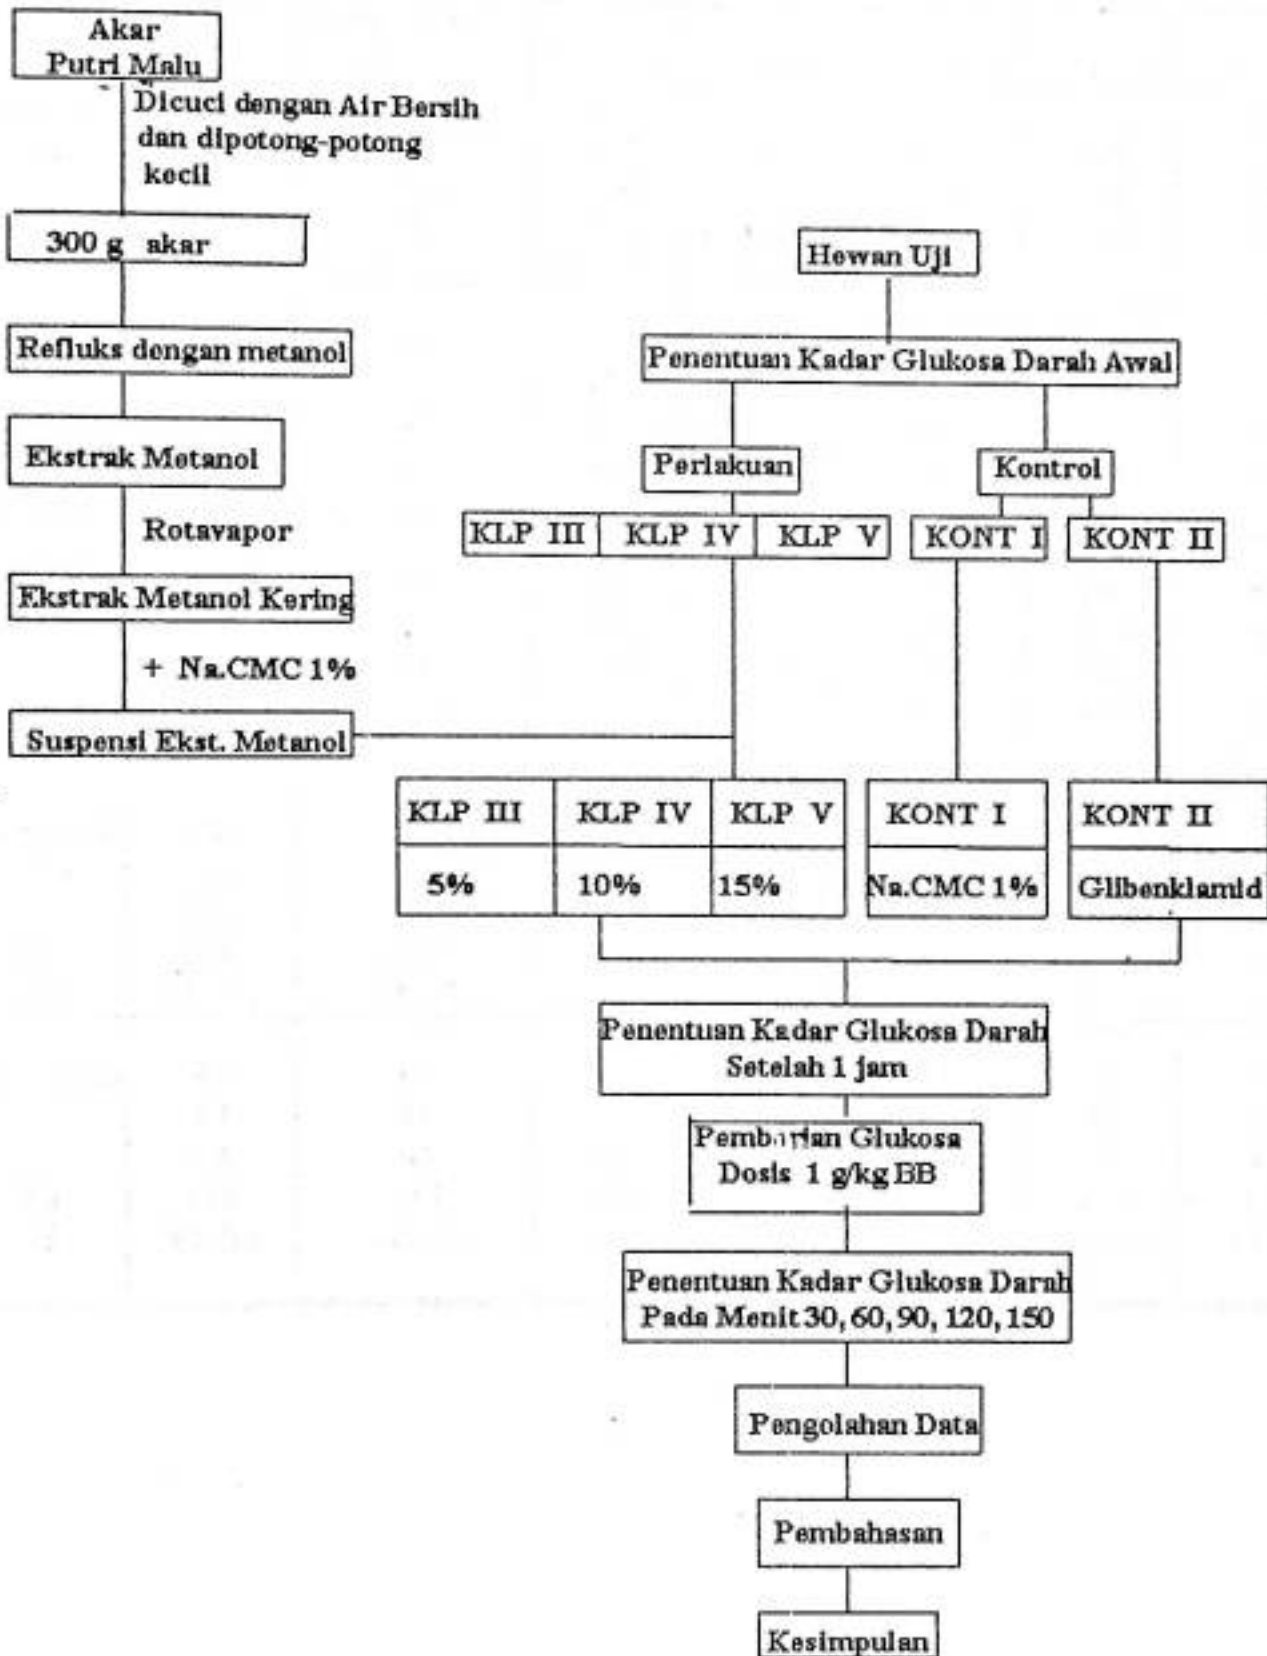 Akar
Putri Malu
Dicuci dengan Air Bersih
dan dipotong-potong
kecil
300 g akar
Refluks dengan metanol
Ekstrak Metanol
Rotavapor
Ekstrak Metanol Kering
+ Na.CMC 1%
Suspensi Ekst. Metanol
Hewan Uji
Penentuan Kadar Glukosa Darah Awal
Perlakuan
Kontrol
KLP III KLP IV KLP V KONT I KONT II
KLP III KLP IV KLP V KONT I KONT II
5% 10% 15% Na.CMC 1% Glibenklamid
Penentuan Kadar Glukosa Darah
Setelah 1 jam
Pemberian Glukosa
Dosis 1 g/kg BB
Penentuan Kadar Glukosa Darah
Pada Menit 30, 60, 90, 120, 150
Pengolahan Data
Pembahasan
Kesimpulan